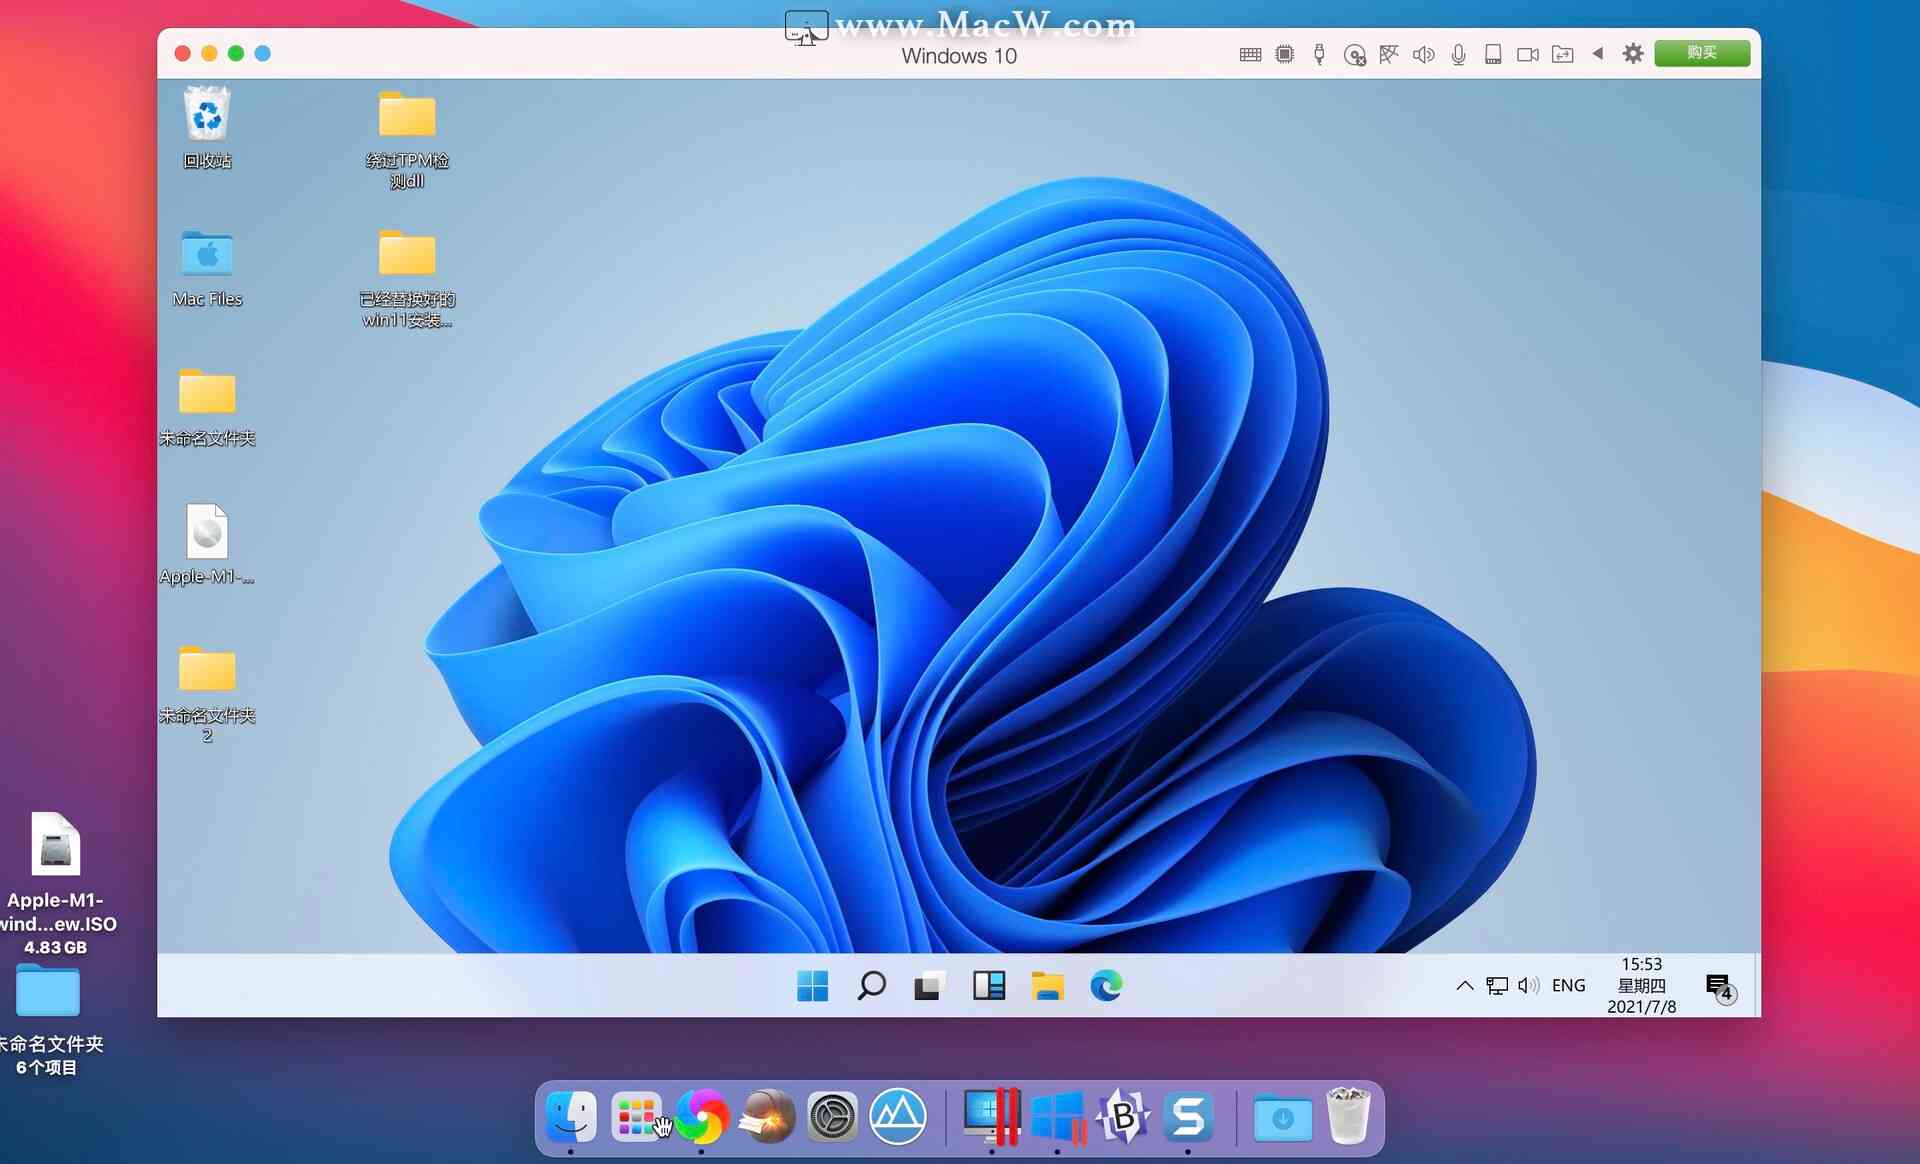 www.MacW.com
Windows 10
购买
回收站
绕过TPM检
测dll
Mac Files
已经替换好的
win11安装...
未命名文件夹
Apple-M1-...
未命名文件夹
2
Apple-M1-
wind...ew.ISO
4.83 GB
未命名文件夹
6个项目
ENG
15:53
星期四
2021/7/8
4
B
S